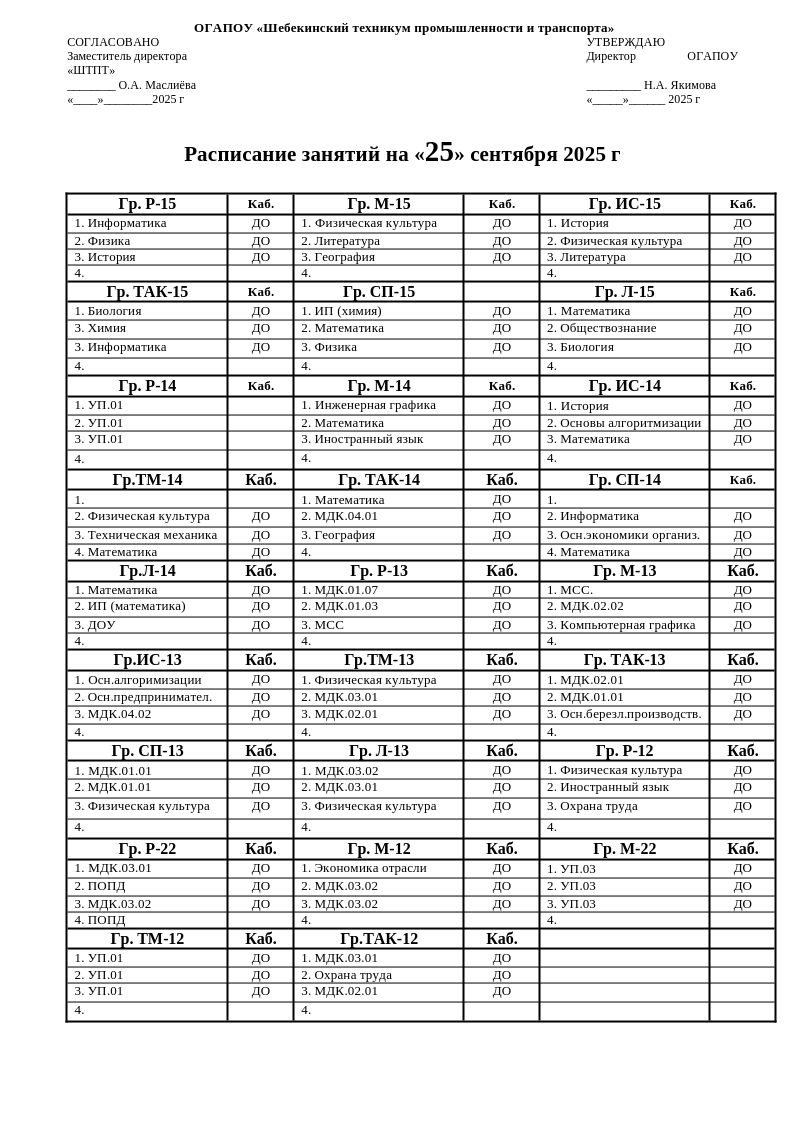 ОГАПОУ «Шебекинский техникум промышленности и транспорта»
СОГЛАСОВАНО УТВЕРЖДАЮ
Заместитель директора Директор ОГАПОУ
«ШТПТ»
________ О.А. Маслиёва _________ Н.А. Якимова
«____»________2025 г «_____»______ 2025 г
Расписание занятий на «25» сентября 2025 г
Гр. Р-15 Каб. Гр. М-15 Каб. Гр. ИС-15 Каб.
1. Информатика ДО 1. Физическая культура ДО 1. История ДО
2. Физика ДО 2. Литература ДО 2. Физическая культура ДО
3. История ДО 3. География ДО 3. Литература ДО
4. 4. 4.
Гр. ТАК-15 Каб. Гр. СП-15 Гр. Л-15 Каб.
1. Биология ДО 1. ИП (химия) ДО 1. Математика ДО
3. Химия ДО 2. Математика ДО 2. Обществознание ДО
3. Информатика ДО 3. Физика ДО 3. Биология ДО
4. 4. 4.
Гр. Р-14 Каб. Гр. М-14 Каб. Гр. ИС-14 Каб.
1. УП.01 1. Инженерная графика ДО 1. История ДО
2. УП.01 2. Математика ДО 2. Основы алгоритмизации ДО
3. УП.01 3. Иностранный язык ДО 3. Математика ДО
4. 4. 4.
Гр.ТМ-14 Каб. Гр. ТАК-14 Каб. Гр. СП-14 Каб.
1. 1. Математика ДО 1.
2. Физическая культура ДО 2. МДК.04.01 ДО 2. Информатика ДО
3. Техническая механика ДО 3. География ДО 3. Осн.экономики организ. ДО
4. Математика ДО 4. 4. Математика ДО
Гр.Л-14 Каб. Гр. Р-13 Каб. Гр. М-13 Каб.
1. Математика ДО 1. МДК.01.07 ДО 1. МСС. ДО
2. ИП (математика) ДО 2. МДК.01.03 ДО 2. МДК.02.02 ДО
3. ДОУ ДО 3. МСС ДО 3. Компьютерная графика ДО
4. 4. 4.
Гр.ИС-13 Каб. Гр.ТМ-13 Каб. Гр. ТАК-13 Каб.
1. Осн.алгоримизации ДО 1. Физическая культура ДО 1. МДК.02.01 ДО
2. Осн.предпринимател. ДО 2. МДК.03.01 ДО 2. МДК.01.01 ДО
3. МДК.04.02 ДО 3. МДК.02.01 ДО 3. Осн.березл.производств. ДО
4. 4. 4.
Гр. СП-13 Каб. Гр. Л-13 Каб. Гр. Р-12 Каб.
1. МДК.01.01 ДО 1. МДК.03.02 ДО 1. Физическая культура ДО
2. МДК.01.01 ДО 2. МДК.03.01 ДО 2. Иностранный язык ДО
3. Физическая культура ДО 3. Физическая культура ДО 3. Охрана труда ДО
4. 4. 4.
Гр. Р-22 Каб. Гр. М-12 Каб. Гр. М-22 Каб.
1. МДК.03.01 ДО 1. Экономика отрасли ДО 1. УП.03 ДО
2. ПОПД ДО 2. МДК.03.02 ДО 2. УП.03 ДО
3. МДК.03.02 ДО 3. МДК.03.02 ДО 3. УП.03 ДО
4. ПОПД 4. 4.
Гр. ТМ-12 Каб. Гр.ТАК-12 Каб.
1. УП.01 ДО 1. МДК.03.01 ДО
2. УП.01 ДО 2. Охрана труда ДО
3. УП.01 ДО 3. МДК.02.01 ДО
4. 4.